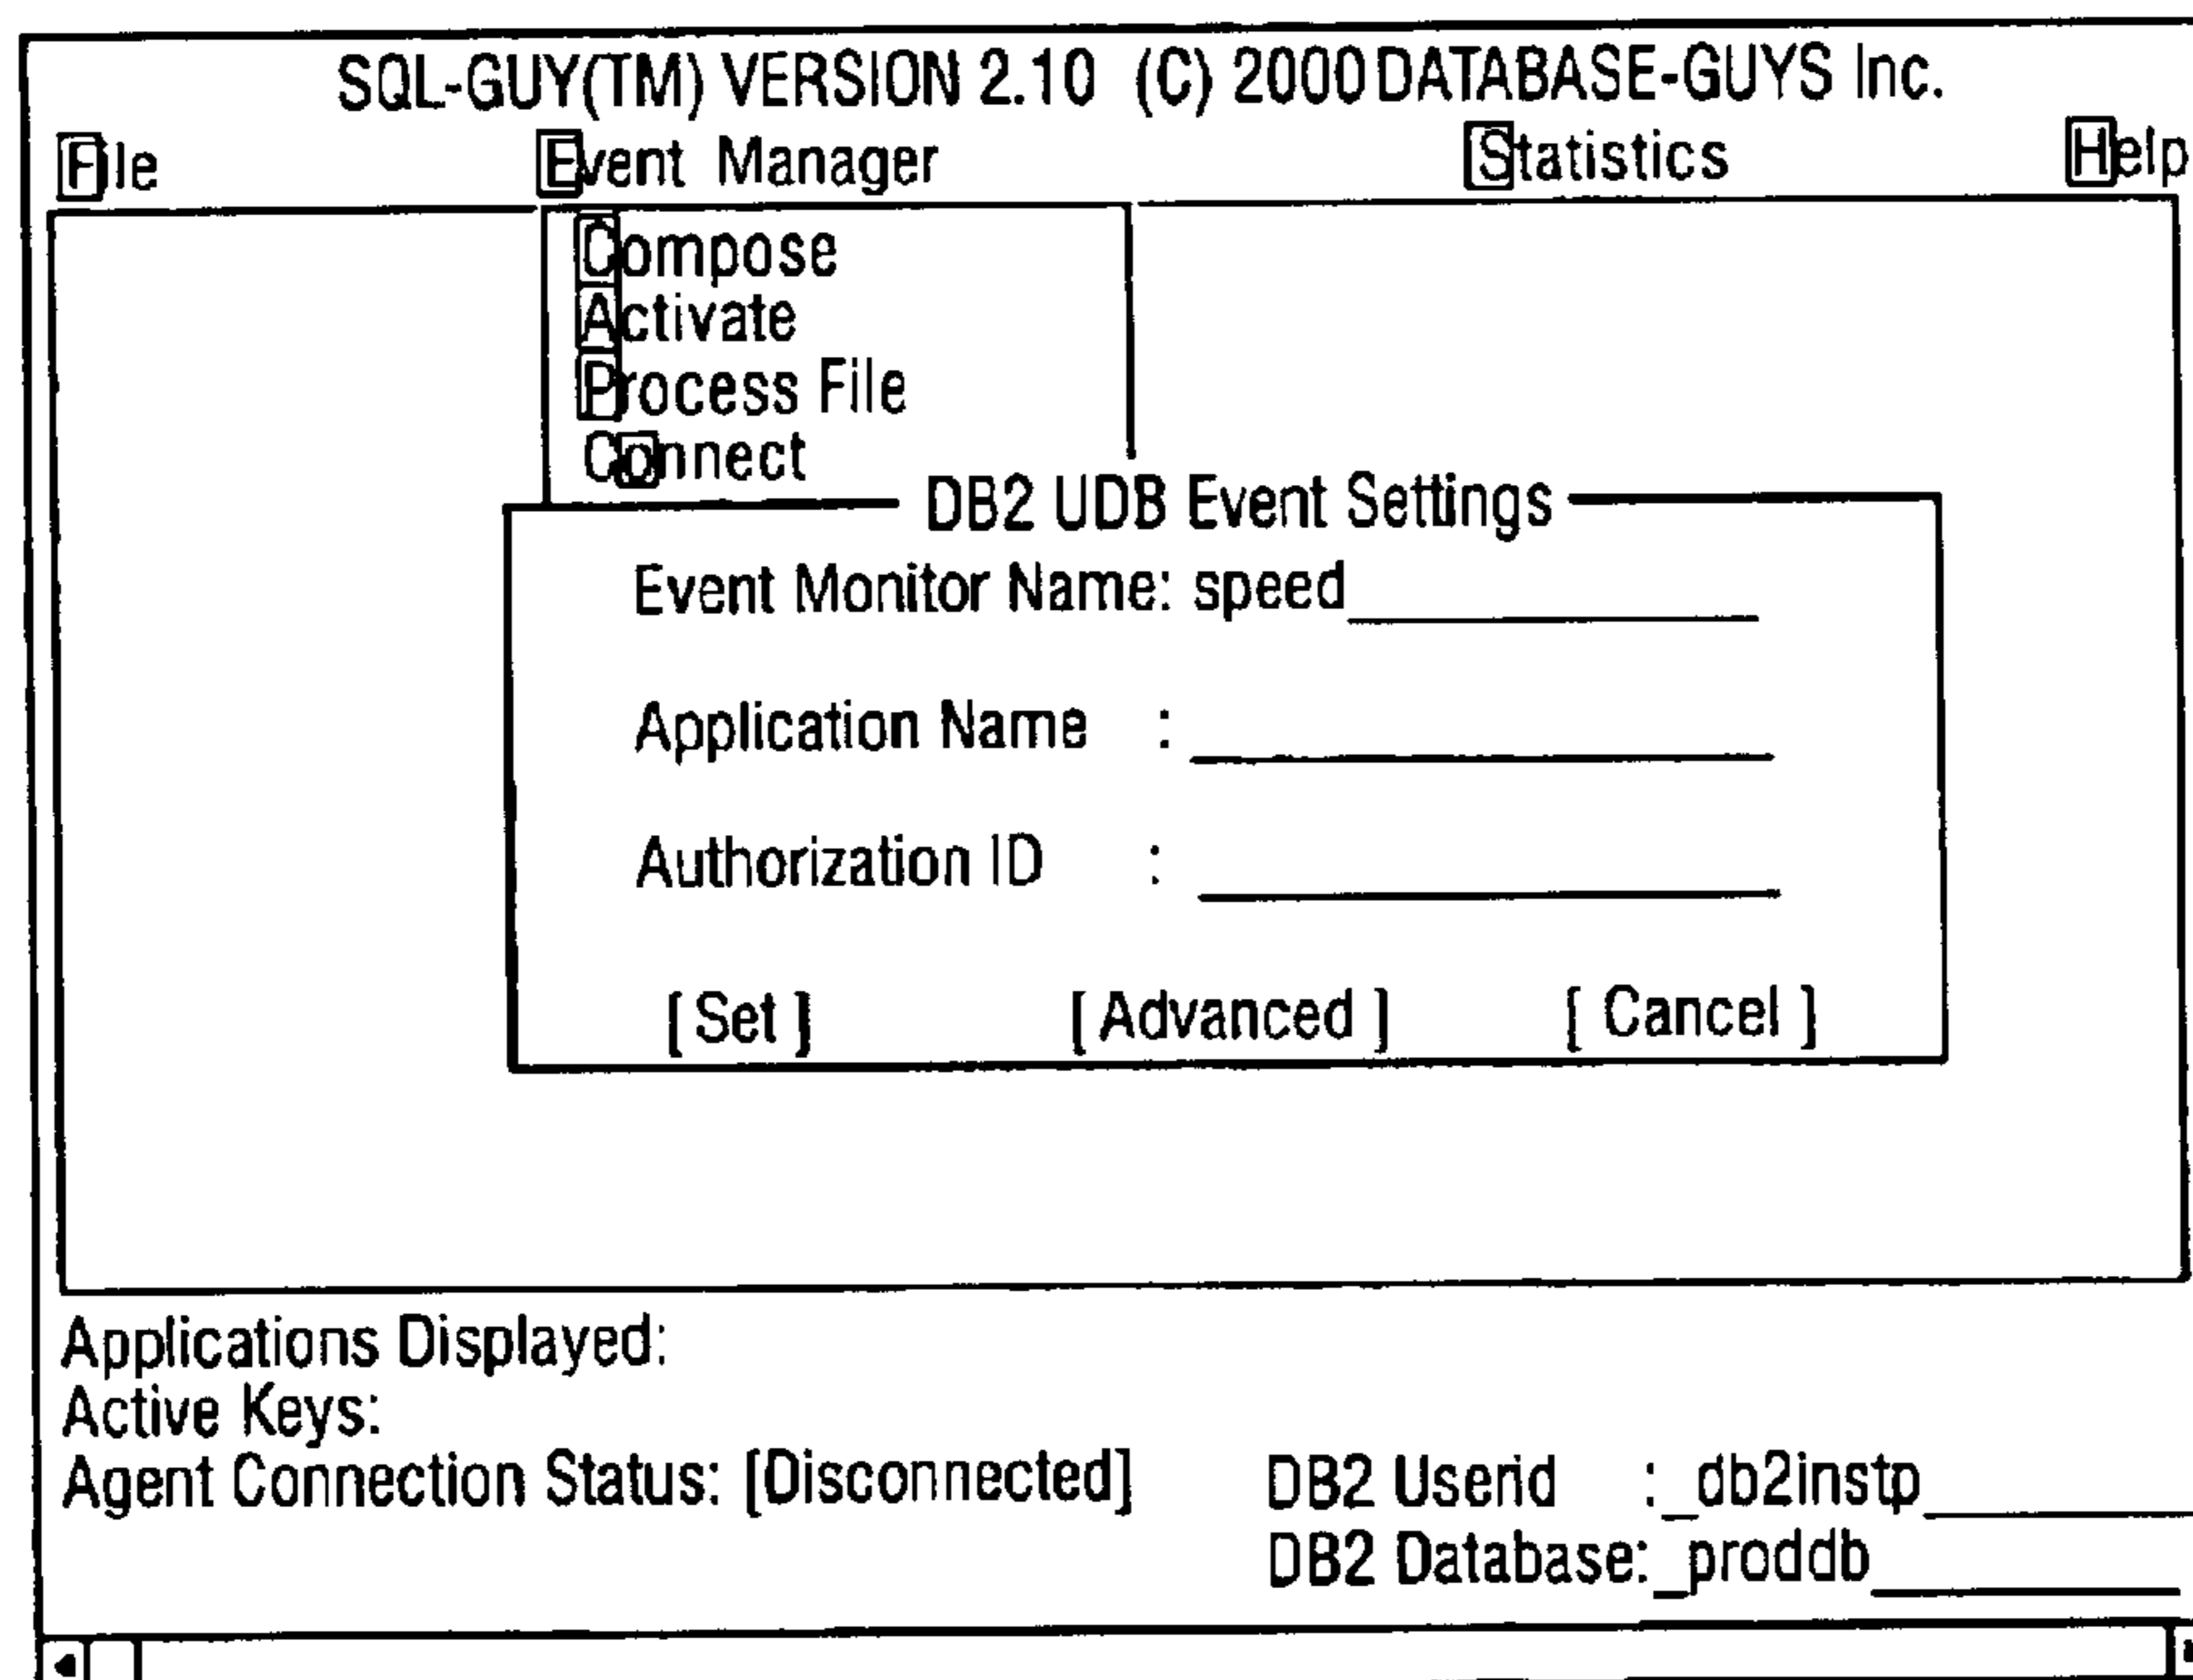 SQL-GUY(TM) VERSION 2.10 (C) 2000 DATABASE-GUYS Inc.
File Event Manager Statistics Help
Compose
Activate
Process File
Connect
DB2 UDB Event Settings
Event Monitor Name: speed
Application Name :
Authorization ID :
[ Set ] [ Advanced ] [ Cancel ]
Applications Displayed:
Active Keys:
Agent Connection Status: [Disconnected] DB2 Userid :_db2instp
DB2 Database:_proddb